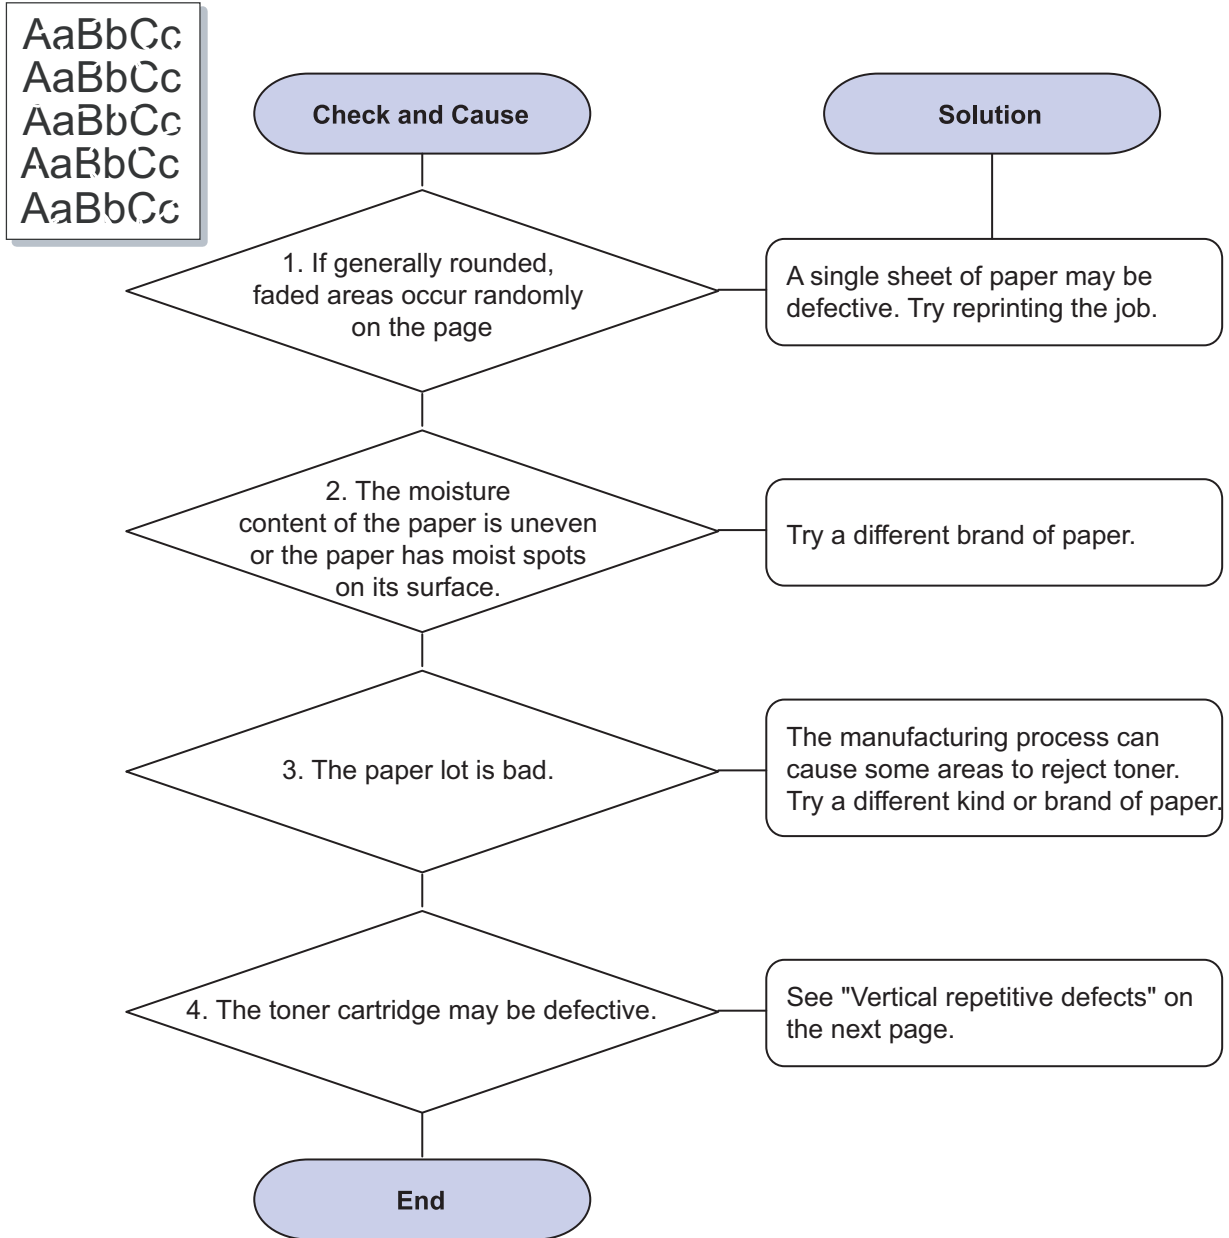 AaBbCc
AaBbCc
AaBbCc
AaBbCc
AaBbCc
Check and Cause
Solution
1. If generally rounded,
faded areas occur randomly
on the page
A single sheet of paper may be
defective. Try reprinting the job.
2. The moisture
content of the paper is uneven
or the paper has moist spots
on its surface.
Try a different brand of paper.
3. The paper lot is bad.
The manufacturing process can
cause some areas to reject toner.
Try a different kind or brand of paper.
4. The toner cartridge may be defective.
See "Vertical repetitive defects" on
the next page.
End